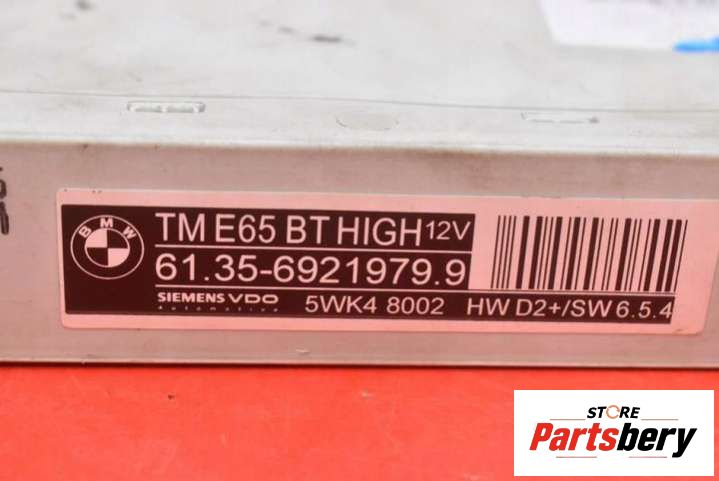 BMW
TM E65 BT HIGH 12V
61.35-6921979.9
SIEMENS VDO
Automotive
5WK4 8002 HW D2+/SW 6.5.4
STORE
Partsbery